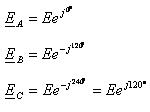 E_A = Ee^{j0°}
E_B = Ee^{-j120°}
E_C = Ee^{-j240°} = Ee^{j120°}